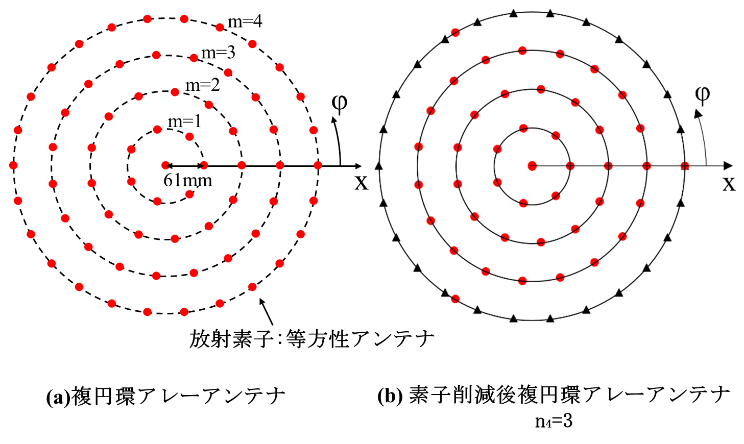 m=4
m=3
m=2
m=1
φ
61mm
x
放射素子：等方性アンテナ
(a)複円環アレーアンテナ
φ
x
(b) 素子削減後複円環アレーアンテナ
n₄=3